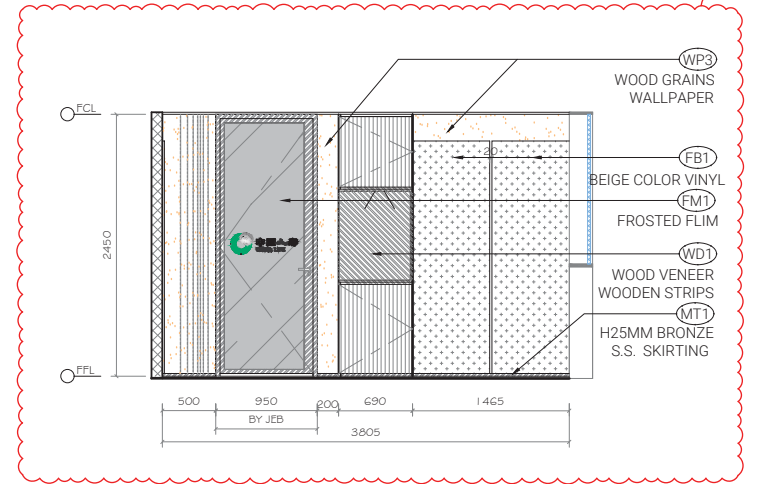 WP3
WOOD GRAINS
WALLPAPER
FCL
20
FB1
BEIGE COLOR VINYL
FM1
FROSTED FLIM
2450
WD1
WOOD VENEER
WOODEN STRIPS
MT1
H25MM BRONZE
S.S. SKIRTING
FFL
500
950
200
690
1465
BY JEB
3805